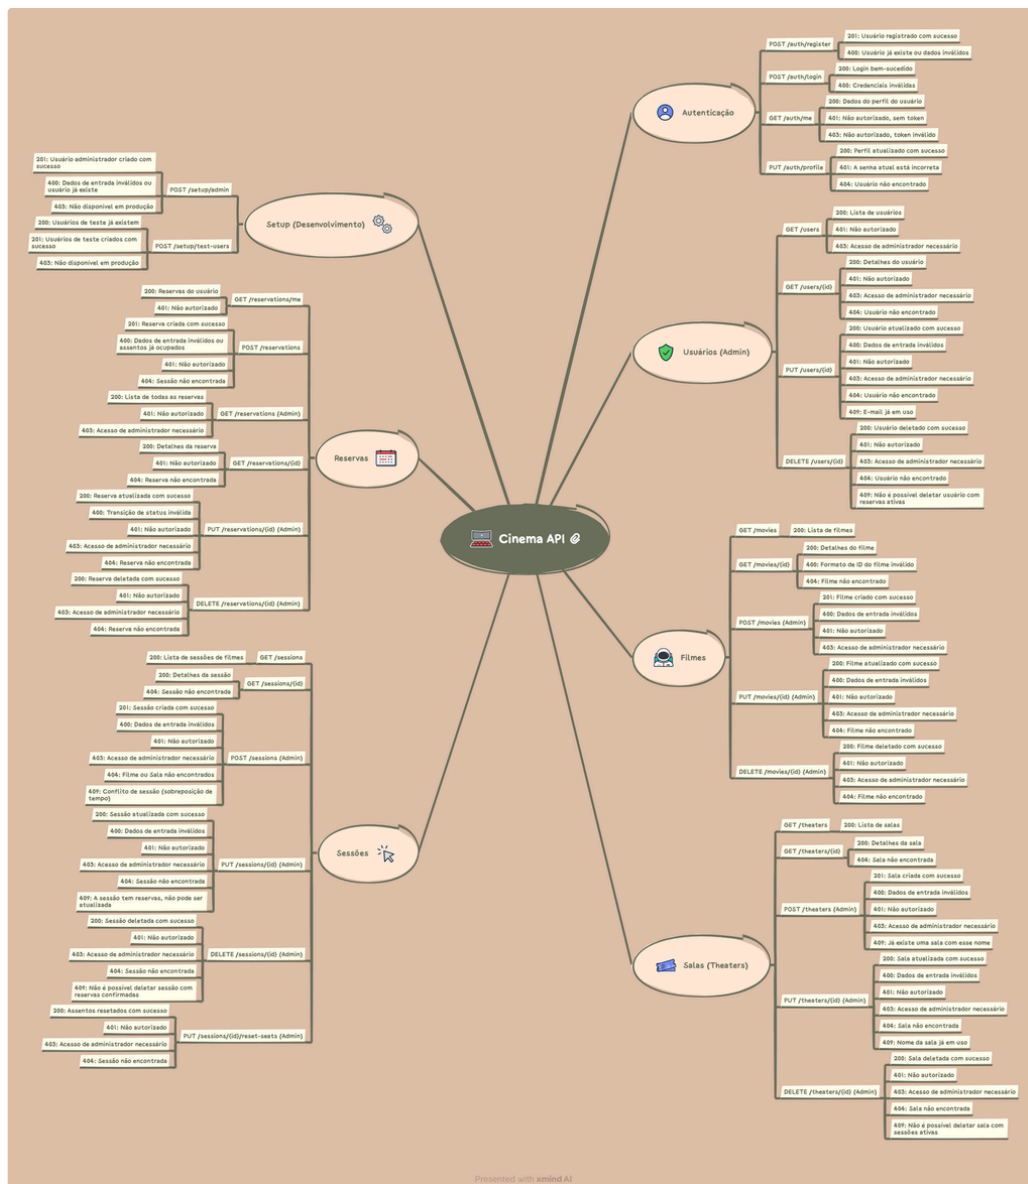 Cinema API
Autenticação
POST /auth/register
201: Usuário registrado com sucesso
400: Usuário já existe ou dados inválidos
POST /auth/login
200: Login bem-sucedido
400: Credenciais inválidas
GET /auth/me
200: Dados do perfil do usuário
401: Não autorizado, sem token
403: Não autorizado, token inválido
PUT /auth/profile
200: Perfil atualizado com sucesso
401: A senha atual está incorreta
404: Usuário não encontrado
Usuários (Admin)
GET /users
200: Lista de usuários
401: Não autorizado
403: Acesso de administrador necessário
GET /users/{id}
200: Detalhes do usuário
401: Não autorizado
403: Acesso de administrador necessário
404: Usuário não encontrado
PUT /users/{id}
200: Usuário atualizado com sucesso
400: Dados de entrada inválidos
401: Não autorizado
403: Acesso de administrador necessário
404: Usuário não encontrado
409: E-mail já em uso
DELETE /users/{id}
200: Usuário deletado com sucesso
401: Não autorizado
403: Acesso de administrador necessário
404: Usuário não encontrado
409: Não é possível deletar usuário com
reservas ativas
Filmes
GET /movies
200: Lista de filmes
GET /movies/{id}
200: Detalhes do filme
400: Formato de ID do filme inválido
404: Filme não encontrado
POST /movies (Admin)
201: Filme criado com sucesso
400: Dados de entrada inválidos
401: Não autorizado
403: Acesso de administrador necessário
PUT /movies/{id} (Admin)
200: Filme atualizado com sucesso
400: Dados de entrada inválidos
401: Não autorizado
403: Acesso de administrador necessário
404: Filme não encontrado
DELETE /movies/{id} (Admin)
200: Filme deletado com sucesso
401: Não autorizado
403: Acesso de administrador necessário
404: Filme não encontrado
Salas (Theaters)
GET /theaters
200: Lista de salas
GET /theaters/{id}
200: Detalhes da sala
404: Sala não encontrada
POST /theaters (Admin)
201: Sala criada com sucesso
400: Dados de entrada inválidos
401: Não autorizado
403: Acesso de administrador necessário
409: Já existe uma sala com esse nome
PUT /theaters/{id} (Admin)
200: Sala atualizada com sucesso
400: Dados de entrada inválidos
401: Não autorizado
403: Acesso de administrador necessário
404: Sala não encontrada
409: Nome da sala já em uso
DELETE /theaters/{id} (Admin)
200: Sala deletada com sucesso
401: Não autorizado
403: Acesso de administrador necessário
404: Sala não encontrada
409: Não é possível deletar sala com
sessões ativas
Setup (Desenvolvimento)
POST /setup/admin
201: Usuário administrador criado com
sucesso
400: Dados de entrada inválidos ou
usuário já existe
403: Não disponível em produção
POST /setup/test-users
200: Usuários de teste já existem
201: Usuários de teste criados com
sucesso
403: Não disponível em produção
Reservas
GET /reservations/me
200: Reservas do usuário
401: Não autorizado
POST /reservations
201: Reserva criada com sucesso
400: Dados de entrada inválidos ou
assentos já ocupados
401: Não autorizado
404: Sessão não encontrada
GET /reservations (Admin)
200: Lista de todas as reservas
401: Não autorizado
403: Acesso de administrador necessário
GET /reservations/{id}
200: Detalhes da reserva
401: Não autorizado
404: Reserva não encontrada
PUT /reservations/{id} (Admin)
200: Reserva atualizada com sucesso
400: Transição de status inválida
401: Não autorizado
403: Acesso de administrador necessário
404: Reserva não encontrada
DELETE /reservations/{id} (Admin)
200: Reserva deletada com sucesso
401: Não autorizado
403: Acesso de administrador necessário
404: Reserva não encontrada
Sessões
GET /sessions
200: Lista de sessões de filmes
GET /sessions/{id}
200: Detalhes da sessão
404: Sessão não encontrada
POST /sessions (Admin)
201: Sessão criada com sucesso
400: Dados de entrada inválidos
401: Não autorizado
403: Acesso de administrador necessário
404: Filme ou Sala não encontrados
409: Conflito de sessão (sobreposição de
tempo)
PUT /sessions/{id} (Admin)
200: Sessão atualizada com sucesso
400: Dados de entrada inválidos
401: Não autorizado
403: Acesso de administrador necessário
404: Sessão não encontrada
409: A sessão tem reservas, não pode ser
atualizada
DELETE /sessions/{id} (Admin)
200: Sessão deletada com sucesso
401: Não autorizado
403: Acesso de administrador necessário
404: Sessão não encontrada
409: Não é possível deletar sessão com
reservas confirmadas
PUT /sessions/{id}/reset-seats (Admin)
200: Assentos resetados com sucesso
401: Não autorizado
403: Acesso de administrador necessário
404: Sessão não encontrada
Presented with xmind AI